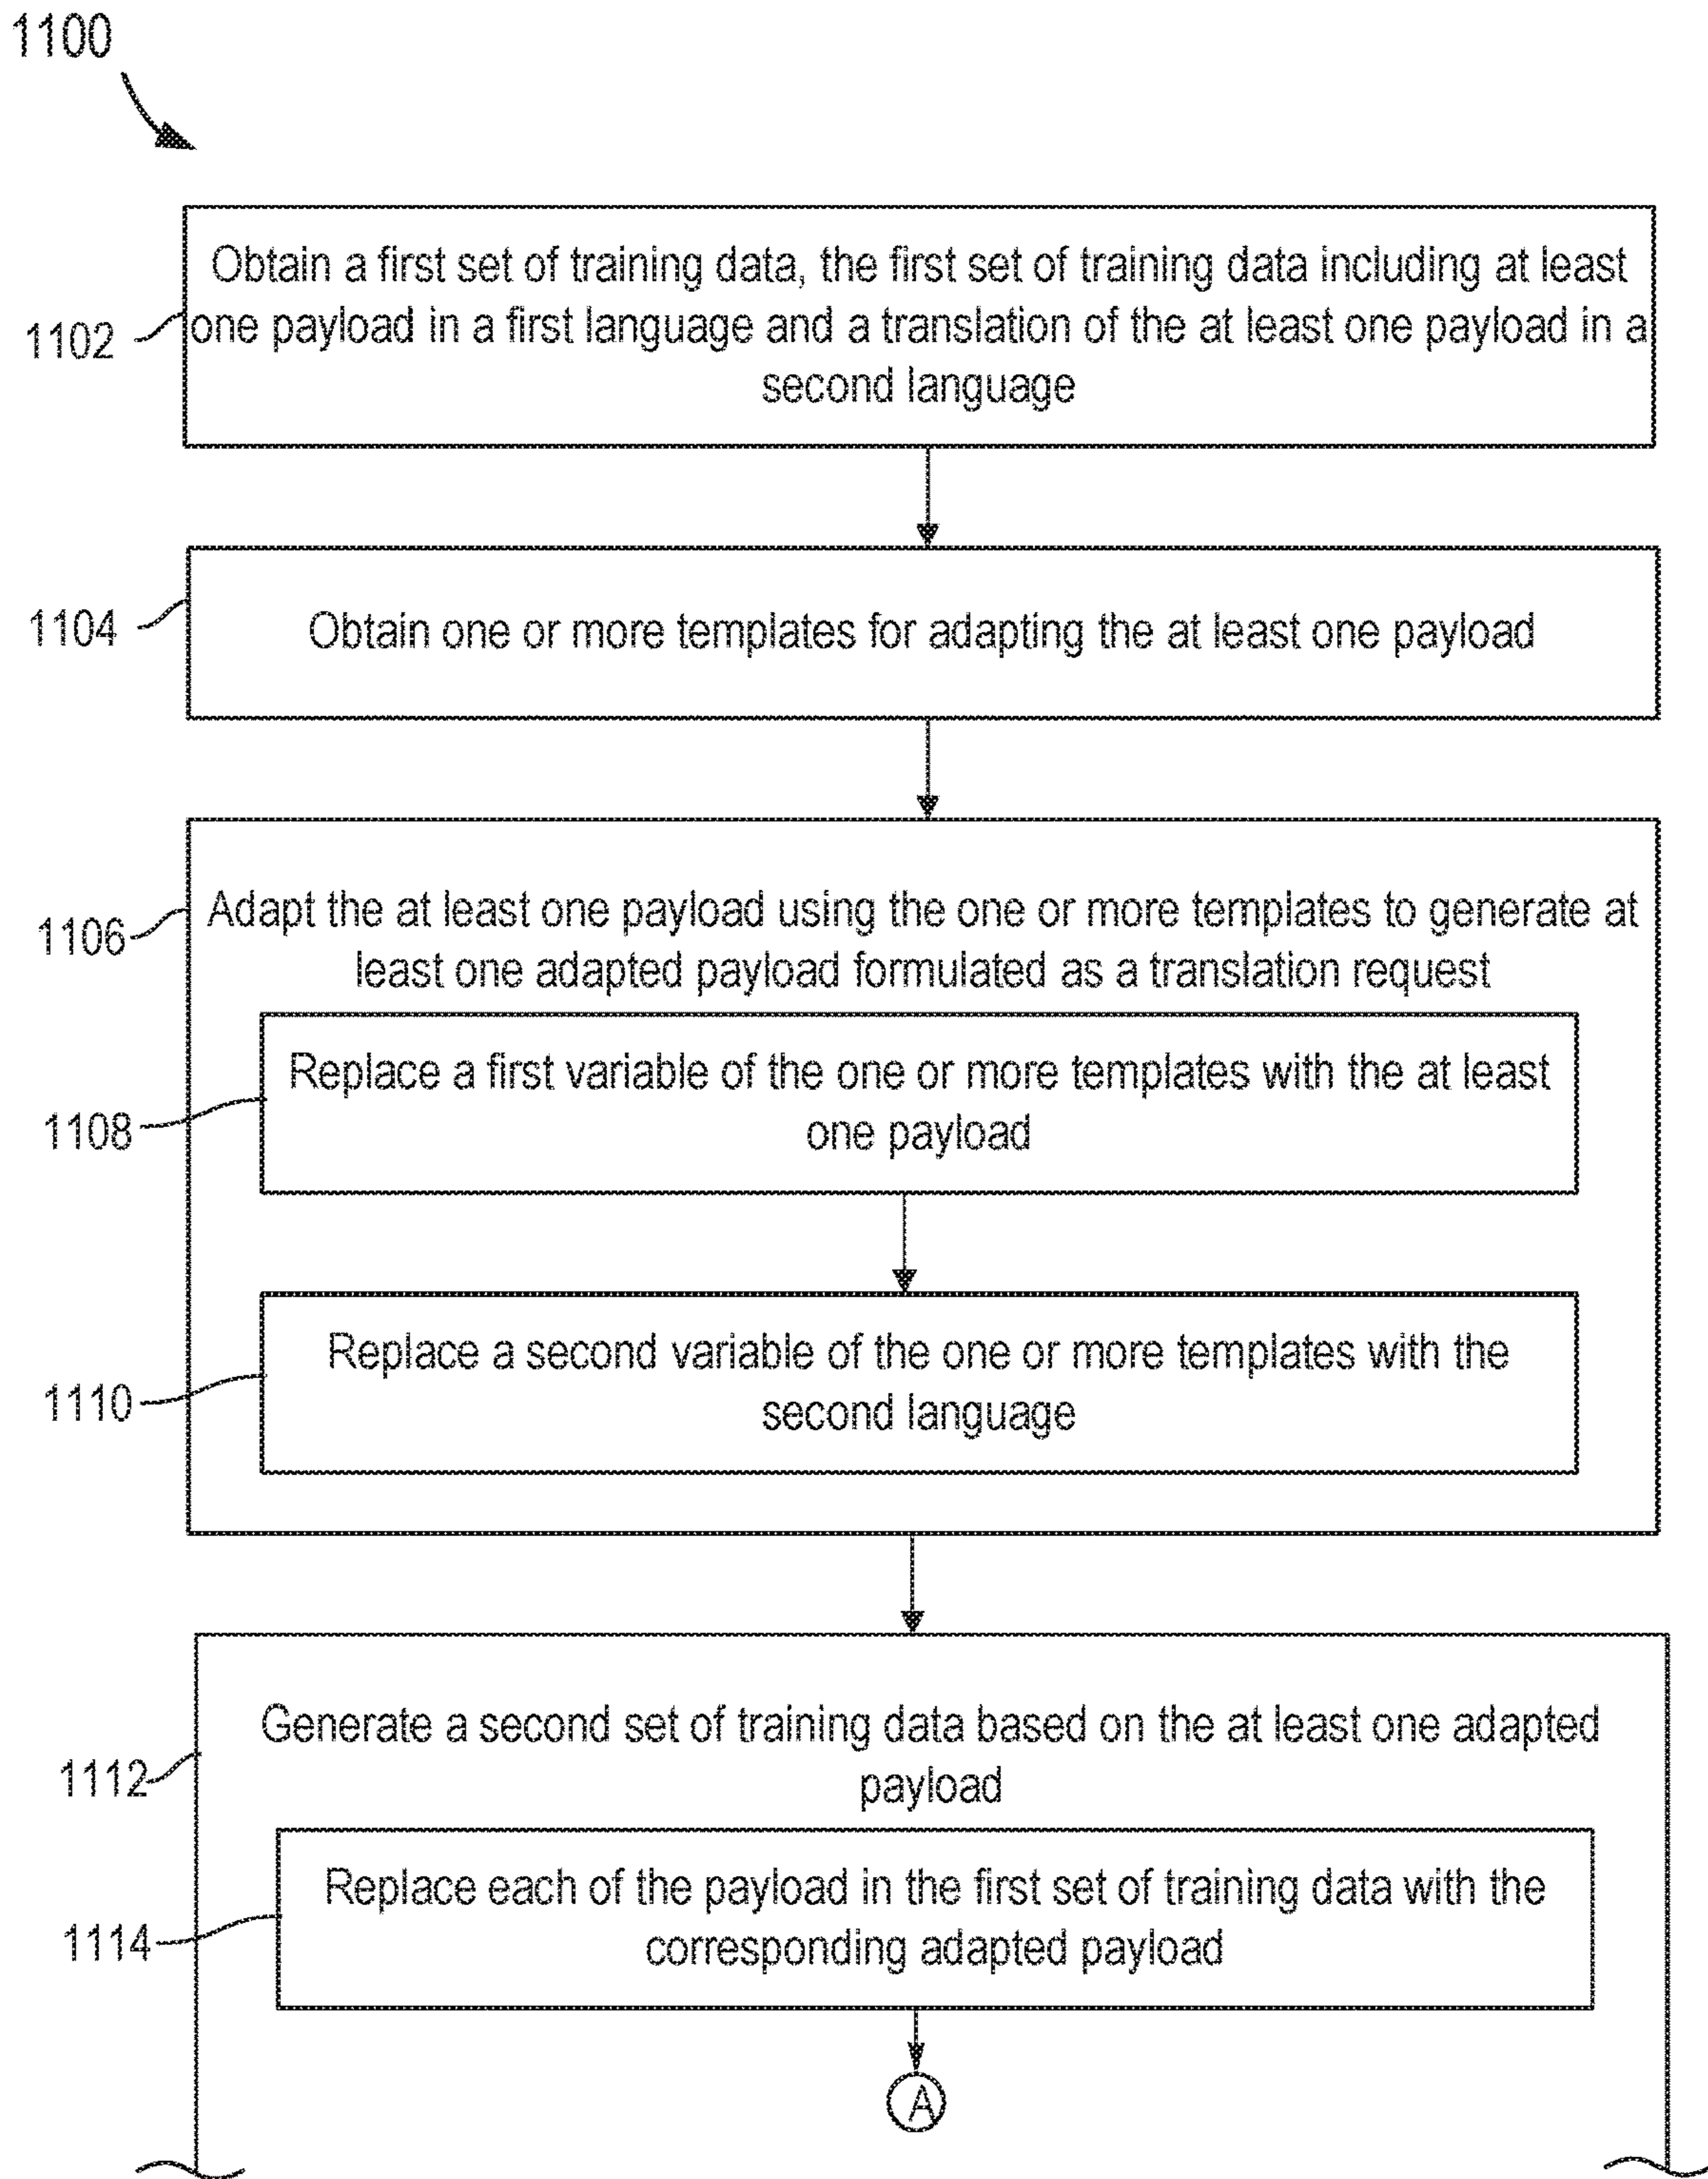 1100
Obtain a first set of training data, the first set of training data including at least
1102
one payload in a first language and a translation of the at least one payload in a
second language
1104
Obtain one or more templates for adapting the at least one payload
1106
Adapt the at least one payload using the one or more templates to generate at
least one adapted payload formulated as a translation request
1108
Replace a first variable of the one or more templates with the at least
one payload
1110
Replace a second variable of the one or more templates with the
second language
1112
Generate a second set of training data based on the at least one adapted
payload
1114
Replace each of the payload in the first set of training data with the
corresponding adapted payload
A